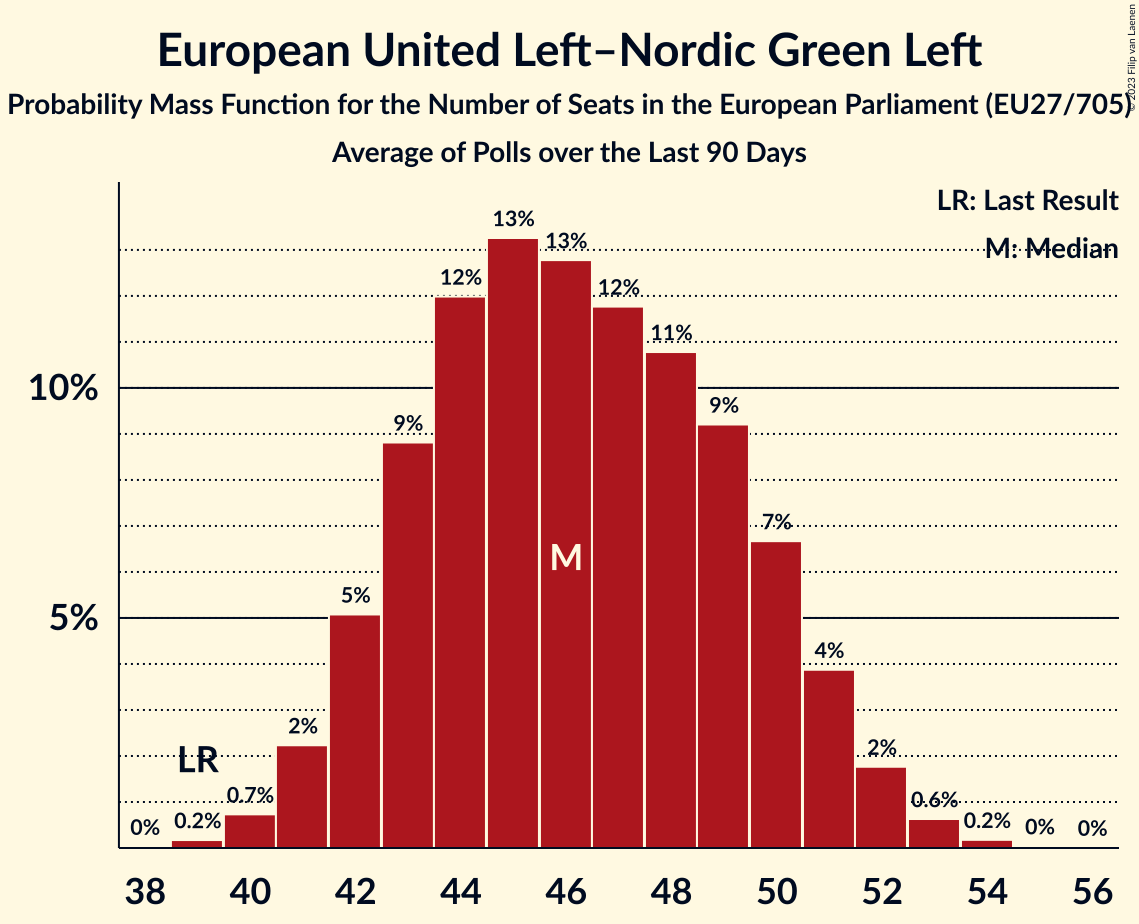 European United Left–Nordic Green Left
Probability Mass Function for the Number of Seats in the European Parliament (EU27/705)
Average of Polls over the Last 90 Days
© 2023 Filip van Laenen
LR: Last Result
M: Median
10%
5%
0%
0.2%
0.7%
2%
5%
9%
12%
13%
13%
12%
11%
9%
7%
4%
2%
0.6%
0.2%
0%
0%
LR
M
38 40 42 44 46 48 50 52 54 56